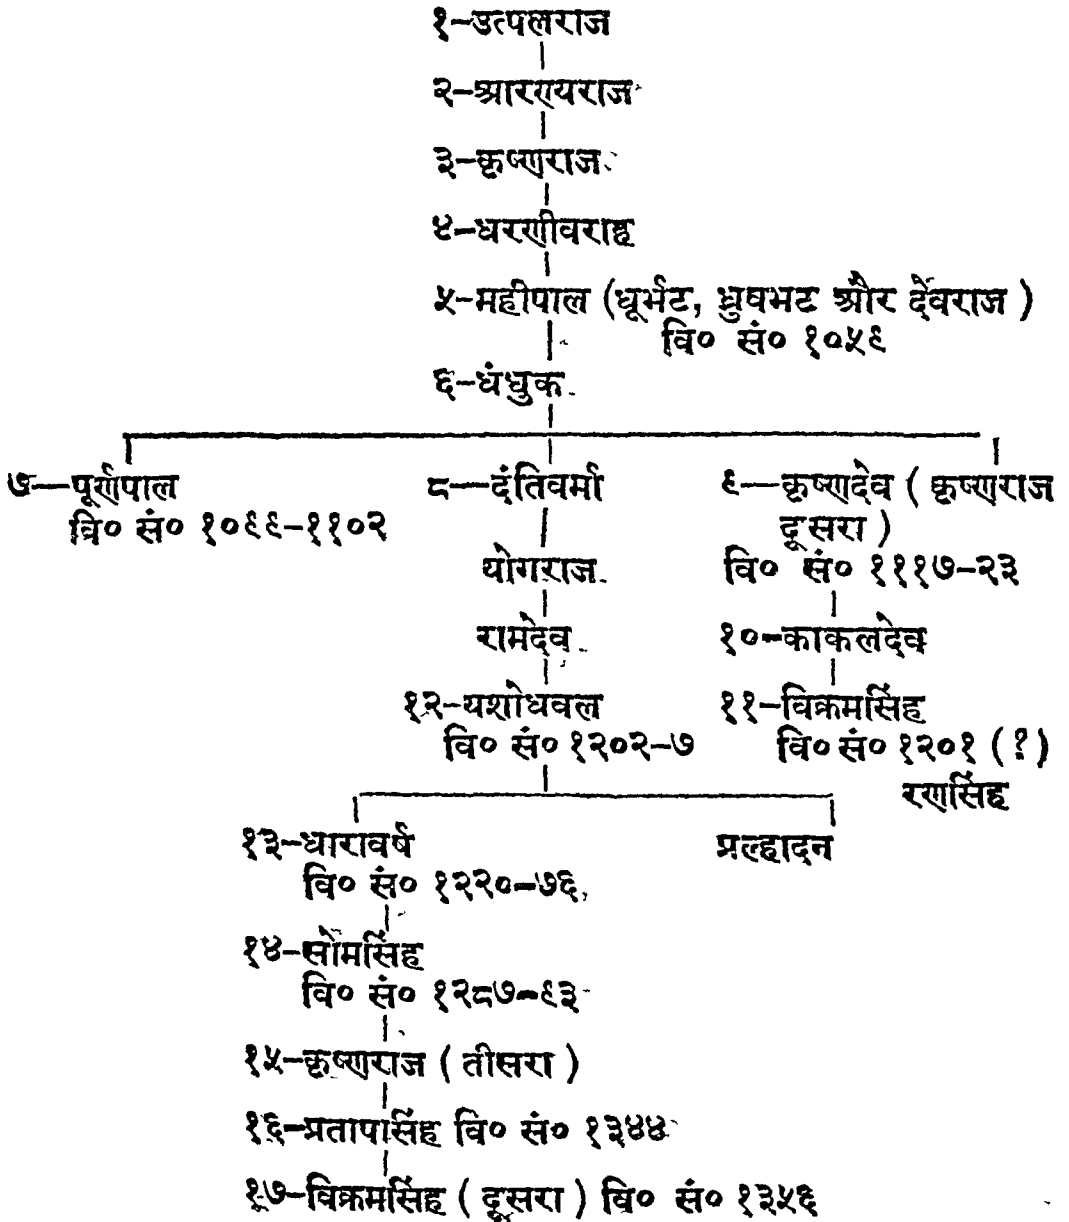 १-उत्पलराज
२-आरण्यराज
३-कृष्णराज
४-धरणीवराह
५-महीपाल (धूर्भट, ध्रुवभट और देवराज)
वि० सं० १०५९
६-धंधुक
७—पूर्णपाल ८—दंतिवर्मा ९—कृष्णदेव ( कृष्णराज
वि० सं० १०९९-११०२ दूसरा )
योगराज वि० सं० १११७-२३
रामदेव १०-काकलदेव
१२-यशोधवल ११-विक्रमसिंह
वि० सं० १२०२-७ वि० सं० १२०१ (?)
रणसिंह
१३-धारावर्ष प्रल्हादन
वि० सं० १२२०-७६
१४-सोमसिंह
वि० सं० १२८७-९३
१५-कृष्णराज ( तीसरा )
१६-प्रतापसिंह वि० सं० १३४४
१७-विक्रमसिंह ( दूसरा ) वि० सं० १३५६